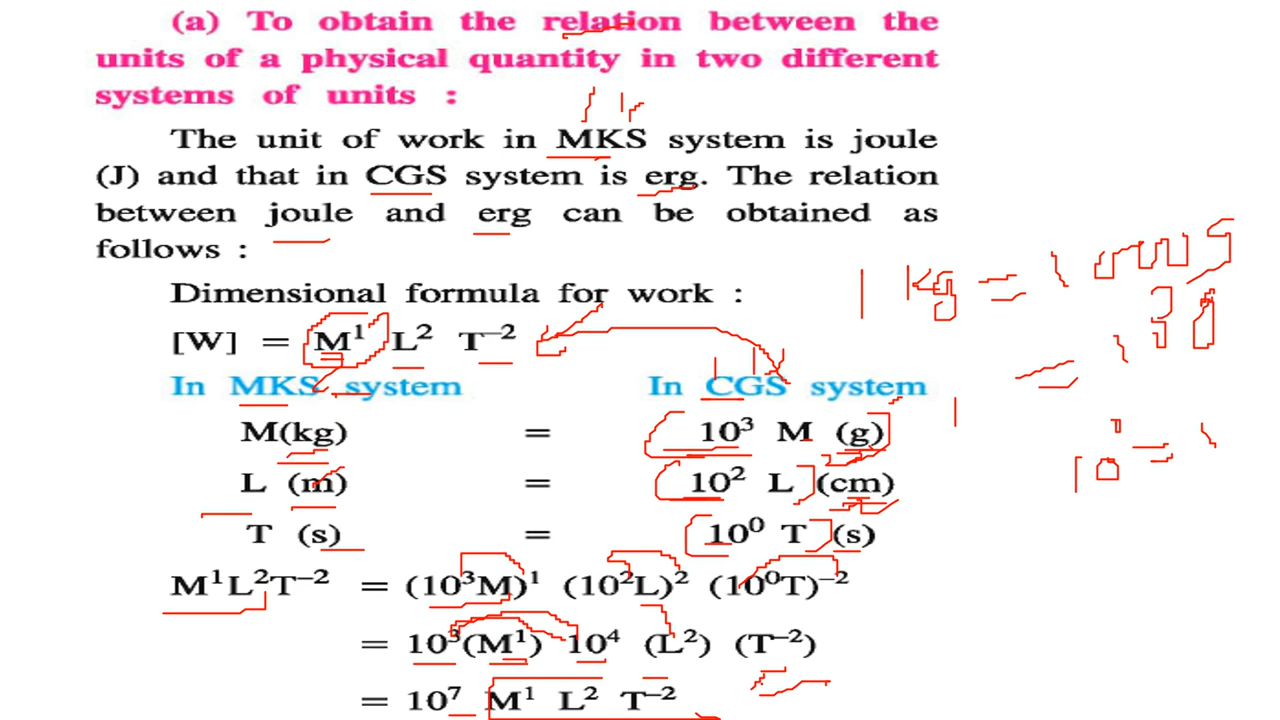 (a) To obtain the relation between the
units of a physical quantity in two different
systems of units :
The unit of work in MKS system is joule
(J) and that in CGS system is erg. The relation
between joule and erg can be obtained as
follows :
Dimensional formula for work :
[W] = M¹ L² T⁻²
In MKS system In CGS system
M(kg) = 10³ M (g)
L (m) = 10² L (cm)
T (s) = 10⁰ T (s)
M¹L²T⁻² = (10³M)¹ (10²L)² (10⁰T)⁻²
= 10³(M¹) 10⁴ (L²) (T⁻²)
= 10⁷ M¹ L² T⁻²
1 kg =
10⁰ = 1